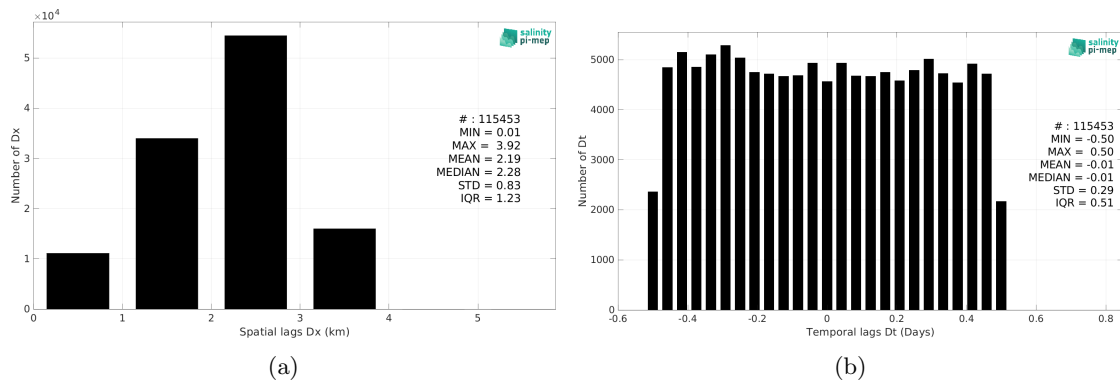 ×10⁴
5
4
3
2
1
0
Number of Dx
0 1 2 3 4 5
Spatial lags Dx (km)
salinity
pi-mep
# : 115453
MIN = 0.01
MAX = 3.92
MEAN = 2.19
MEDIAN = 2.28
STD = 0.83
IQR = 1.23
(a)
5000
4000
3000
2000
1000
0
Number of Dt
-0.6 -0.4 -0.2 0 0.2 0.4 0.6 0.8
Temporal lags Dt (Days)
salinity
pi-mep
# : 115453
MIN = -0.50
MAX = 0.50
MEAN = -0.01
MEDIAN = -0.01
STD = 0.29
IQR = 0.51
(b)